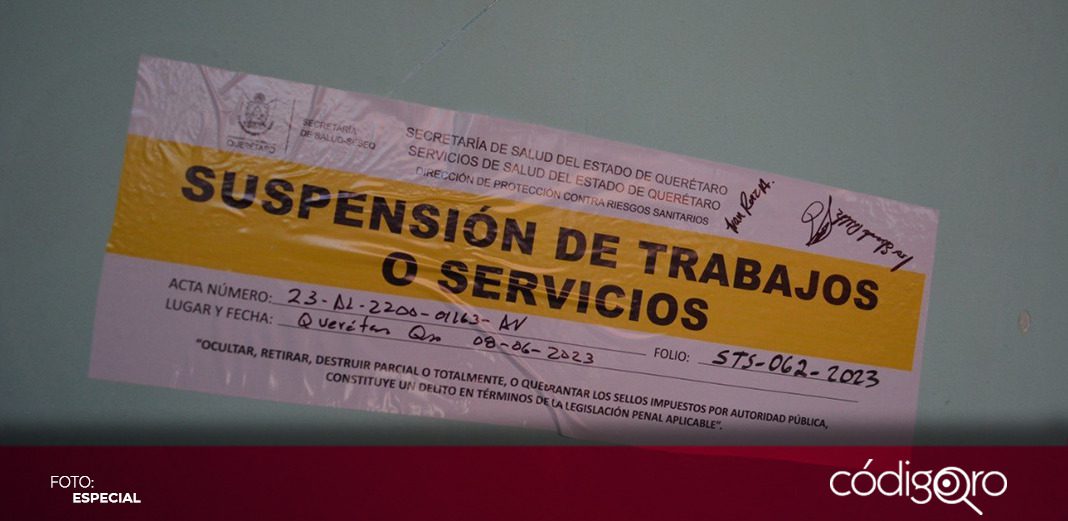 QUERÉTARO
SECRETARÍA
DE SALUD-SESEQ
SECRETARÍA DE SALUD DEL ESTADO DE QUERÉTARO
SERVICIOS DE SALUD DEL ESTADO DE QUERÉTARO
DIRECCIÓN DE PROTECCIÓN CONTRA RIESGOS SANITARIOS
SUSPENSIÓN DE TRABAJOS
O SERVICIOS
ACTA NÚMERO: 23-AL-2200-01163-AV
LUGAR Y FECHA: Querétaro Qro 08-06-2023
FOLIO: STS-062-2023
"OCULTAR, RETIRAR, DESTRUIR PARCIAL O TOTALMENTE, O QUEBRANTAR LOS SELLOS IMPUESTOS POR AUTORIDAD PÚBLICA,
CONSTITUYE UN DELITO EN TÉRMINOS DE LA LEGISLACIÓN PENAL APLICABLE".
FOTO:
ESPECIAL
códigoqro